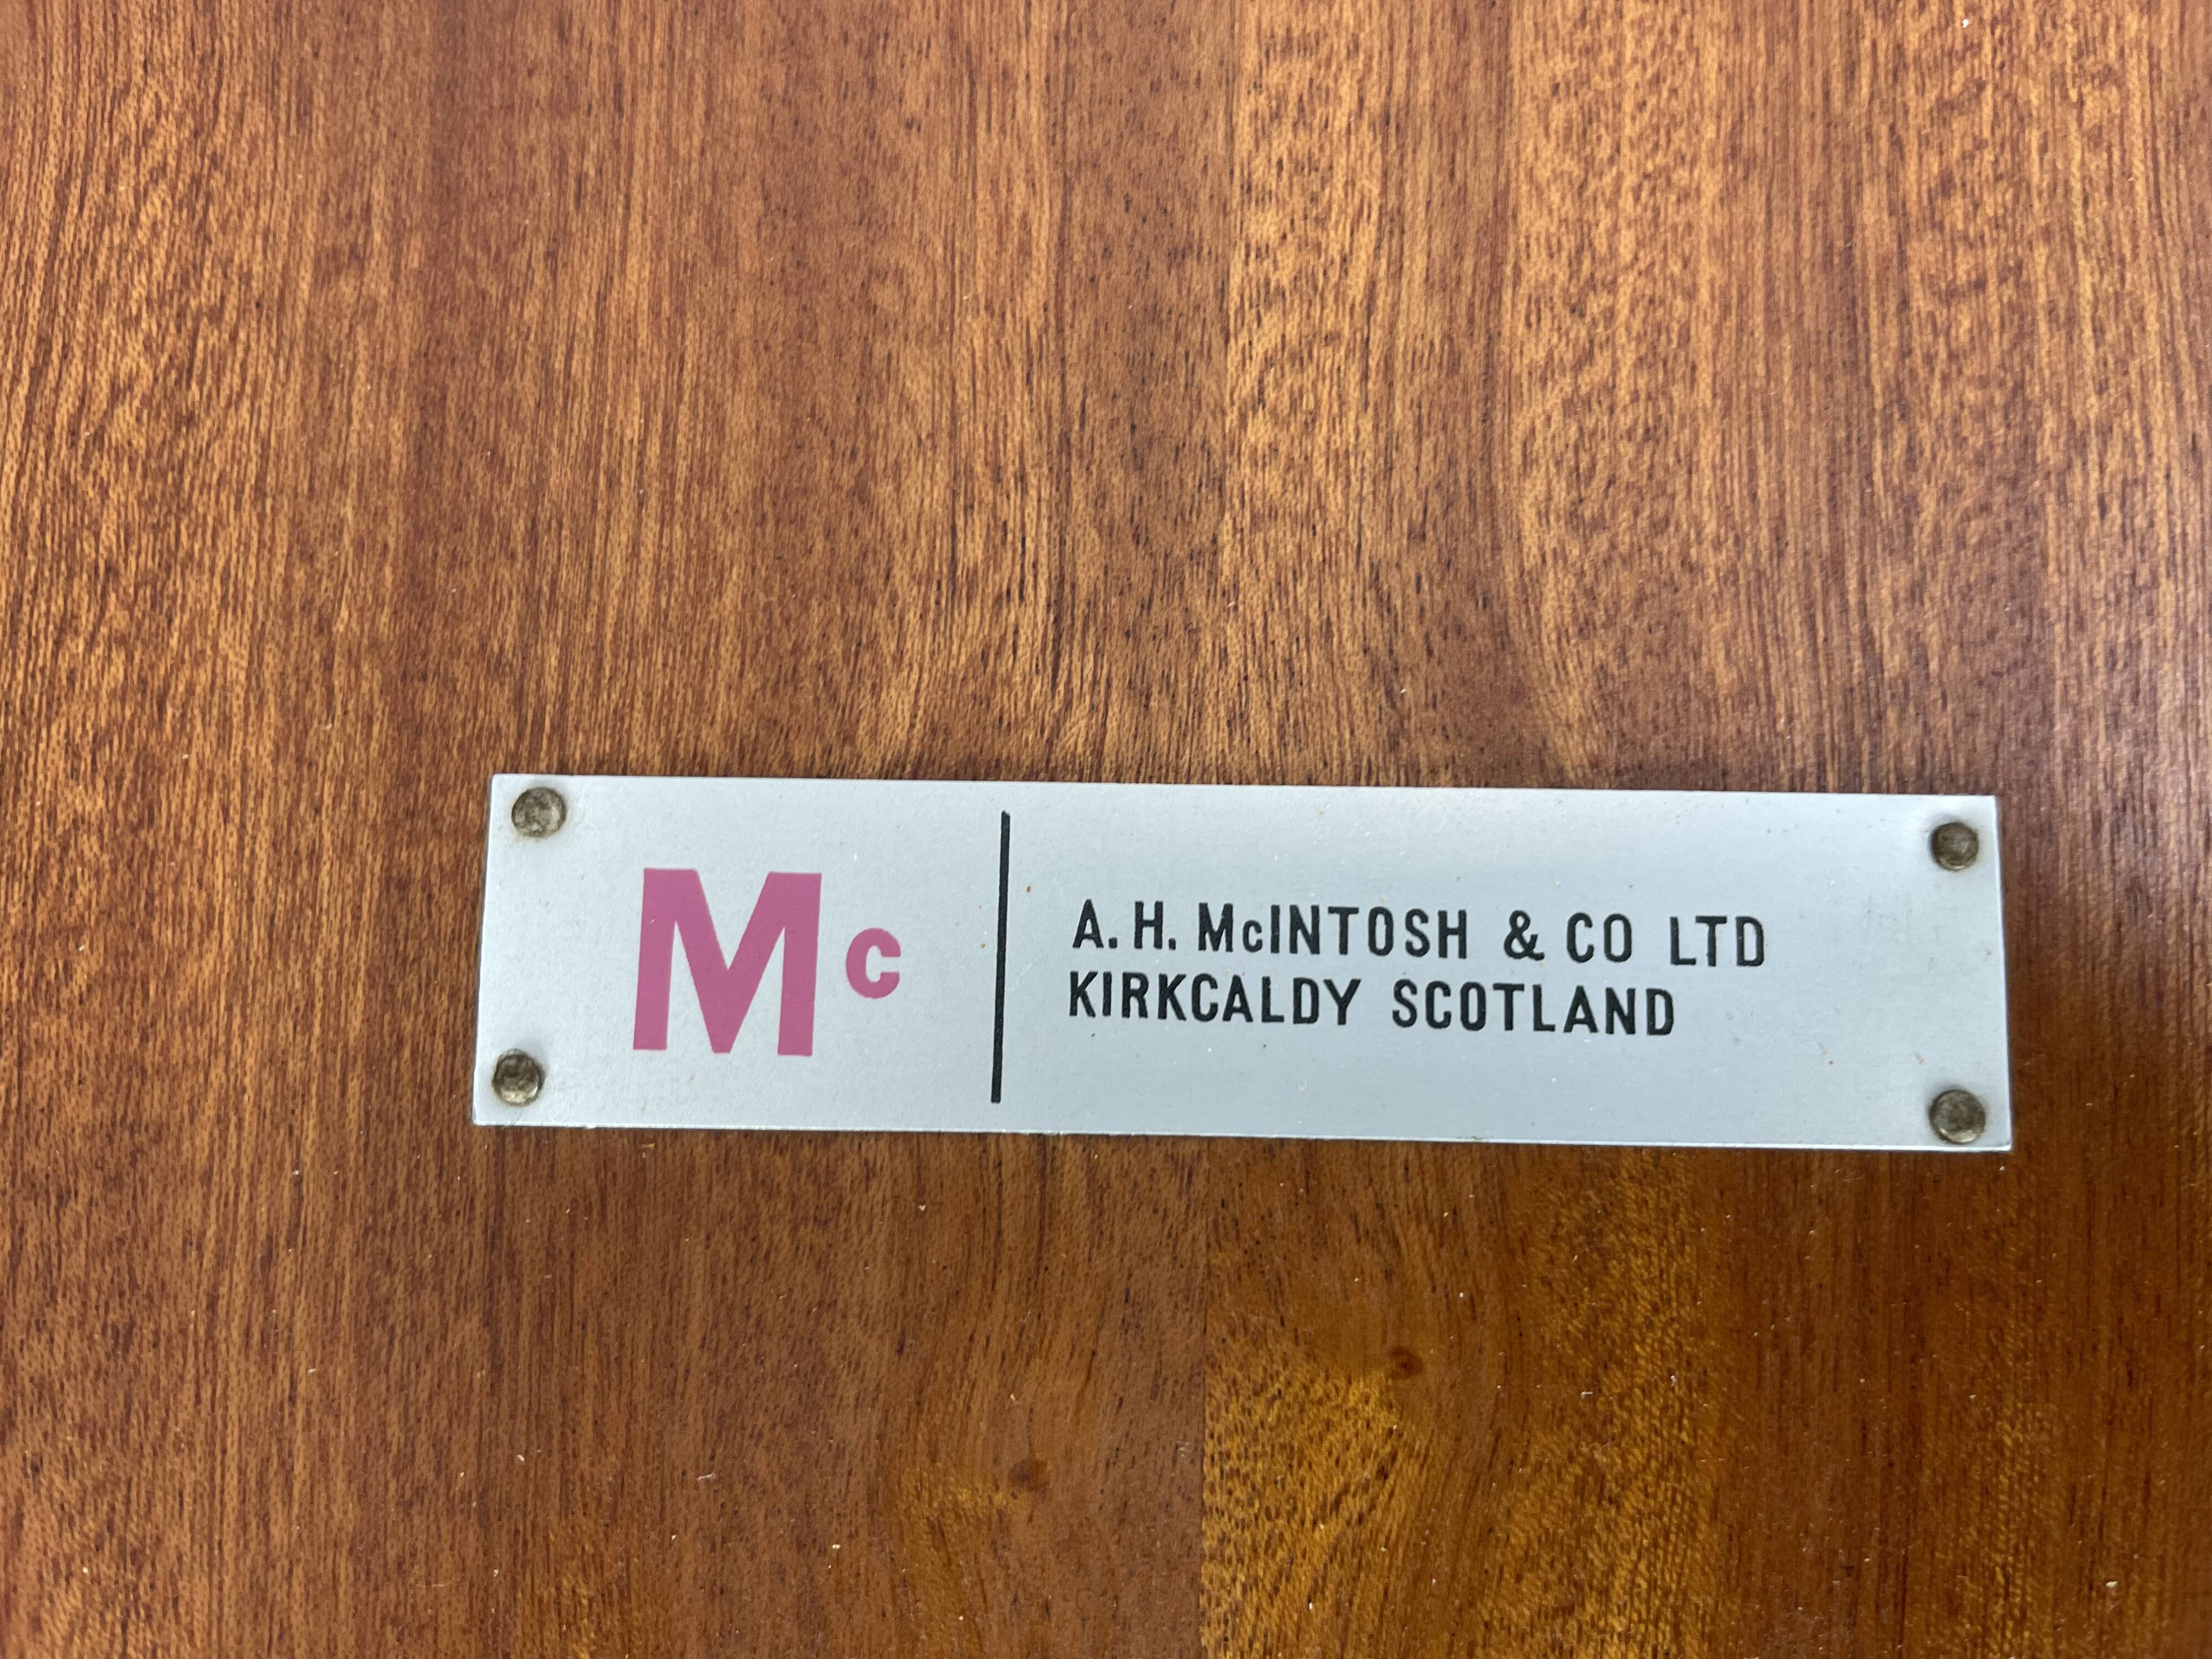 Mc
A. H. McINTOSH & CO LTD
KIRKCALDY SCOTLAND